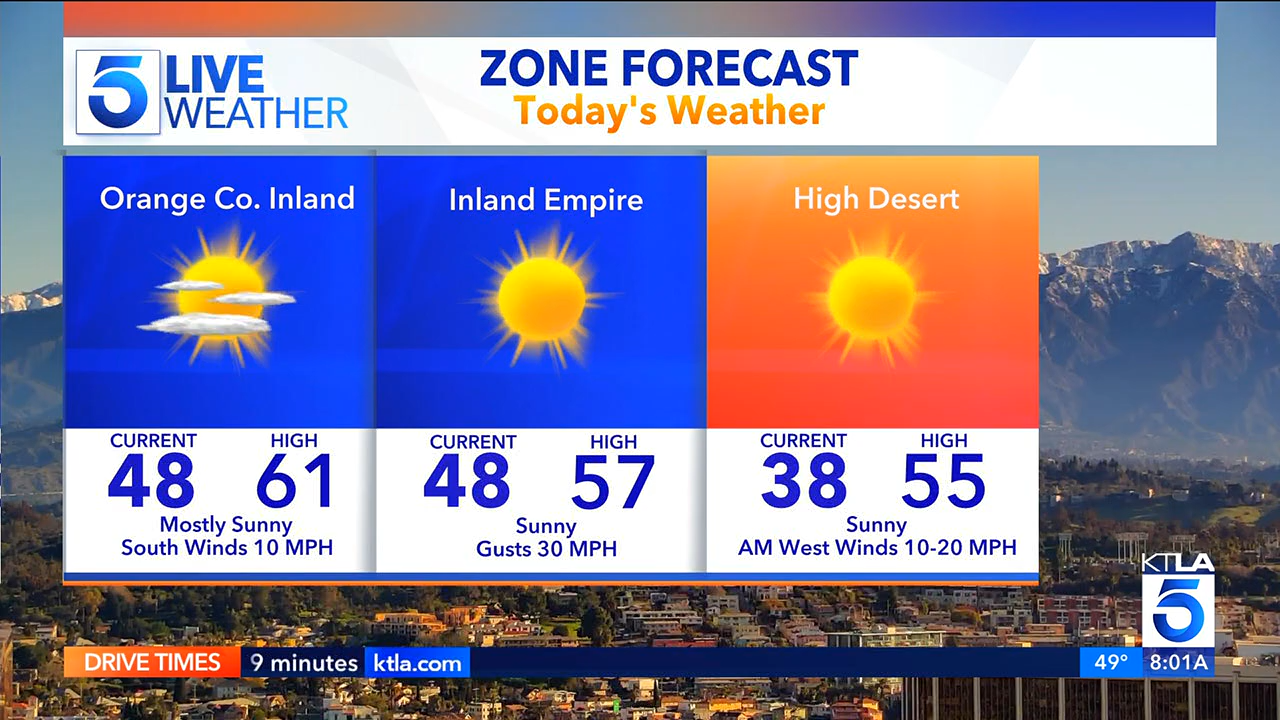 5 LIVE
WEATHER
ZONE FORECAST
Today's Weather
Orange Co. Inland
CURRENT HIGH
48 61
Mostly Sunny
South Winds 10 MPH
Inland Empire
CURRENT HIGH
48 57
Sunny
Gusts 30 MPH
High Desert
CURRENT HIGH
38 55
Sunny
AM West Winds 10-20 MPH
KTLA
5
DRIVE TIMES 9 minutes ktla.com 49° 8:01A